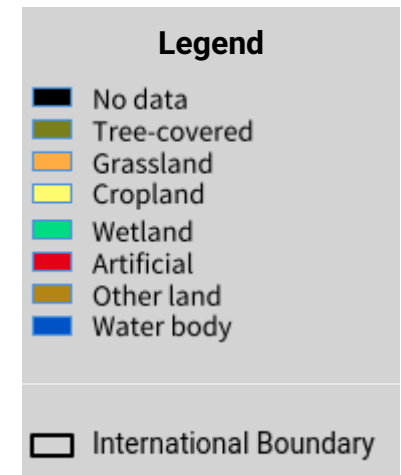 Legend
No data
Tree-covered
Grassland
Cropland
Wetland
Artificial
Other land
Water body
International Boundary